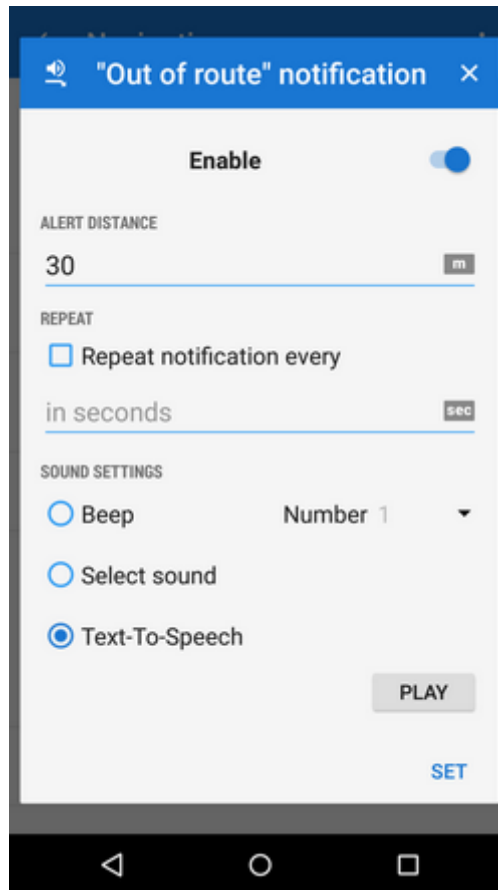 "Out of route" notification
Enable
ALERT DISTANCE
30 m
REPEAT
Repeat notification every
in seconds sec
SOUND SETTINGS
Beep Number 1
Select sound
Text-To-Speech
PLAY
SET